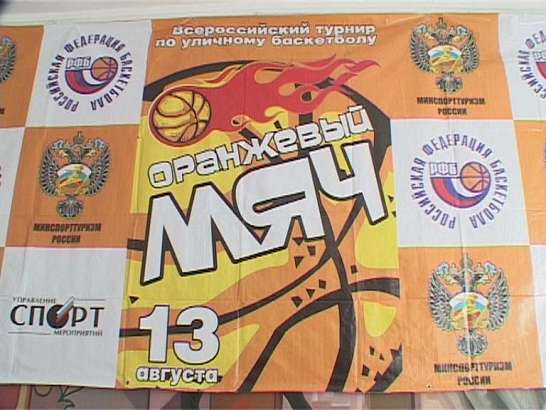 Всероссийский турнир
по уличному баскетболу
ОРАНЖЕВЫЙ
МЯЧ
13
августа
РОССИЙСКАЯ ФЕДЕРАЦИЯ БАСКЕТБОЛА
РФБ
МИНСПОРТТУРИЗМ
РОССИИ
УПРАВЛЕНИЕ
СПОРТ
МЕРОПРИЯТИЙ
МИНСПОРТТУРИЗМ
РОССИИ
РОССИЙСКАЯ ФЕДЕРАЦИЯ БАСКЕТБОЛА
РФБ
МИНСПОРТТУРИЗМ
РОССИИ